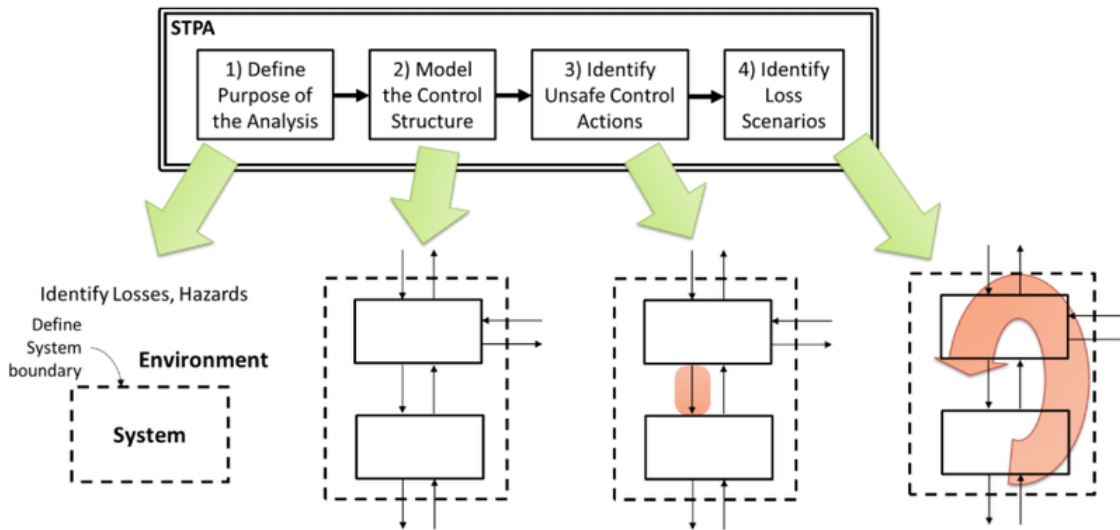 STPA
1) Define
Purpose of
the Analysis
2) Model
the Control
Structure
3) Identify
Unsafe Control
Actions
4) Identify
Loss
Scenarios
Identify Losses, Hazards
Define
System
boundary
Environment
System